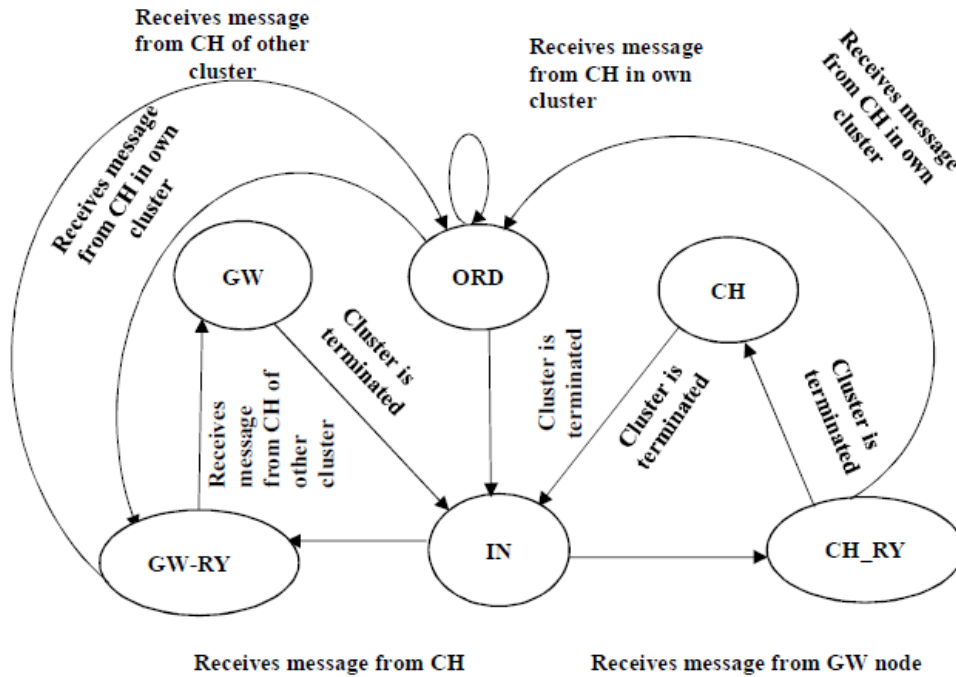 Receives message
from CH of other
cluster
Receives message
from CH in own
cluster
Receives message
from CH in own
cluster
Receives message
from CH in own
cluster
GW
ORD
CH
Cluster is
terminated
Cluster is
terminated
Cluster is
terminated
Cluster is
terminated
Receives
message
from CH of
other
cluster
GW-RY
IN
CH_RY
Receives message from CH
Receives message from GW node